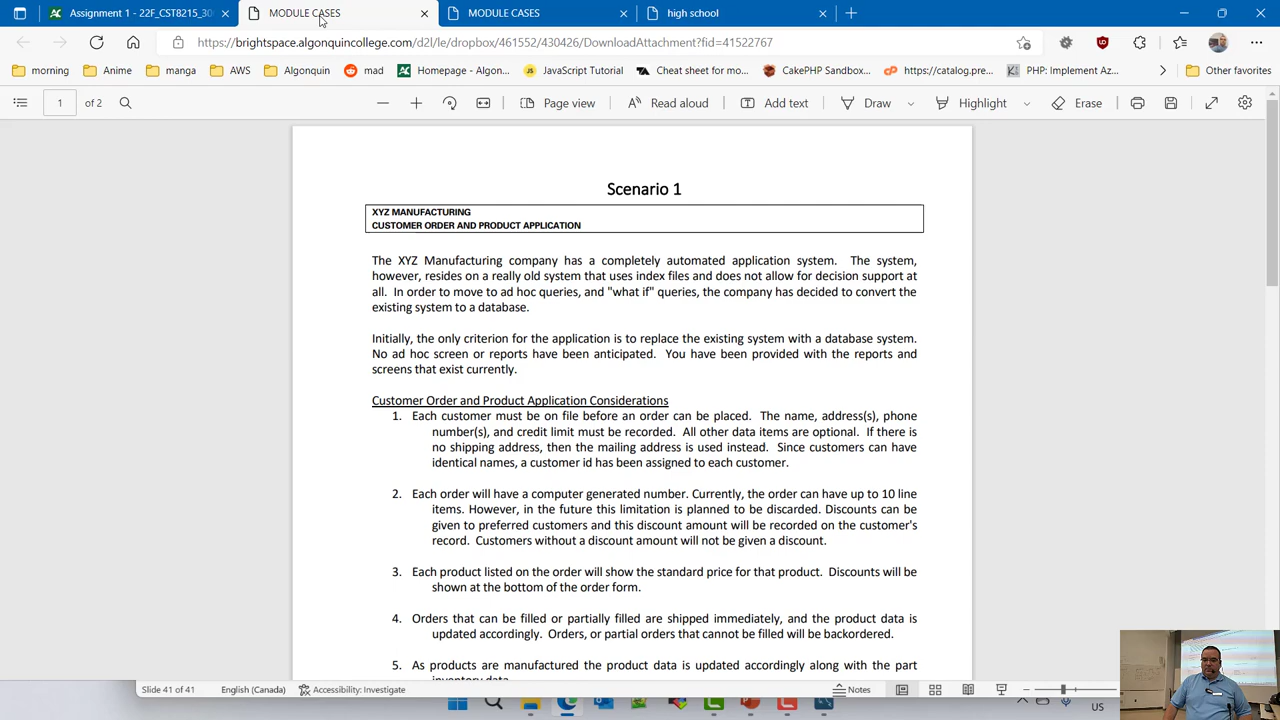 Assignment 1 - 22F_CST8215_30
MODULE CASES
MODULE CASES
high school
https://brightspace.algonquincollege.com/d2l/le/dropbox/461552/430426/DownloadAttachment?fid=41522767
morning
Anime
manga
AWS
Algonquin
mad
Homepage - Algon...
JavaScript Tutorial
Cheat sheet for mo...
CakePHP Sandbox...
https://catalog.pre...
PHP: Implement Az...
Other favorites
1 of 2
Page view
Read aloud
Add text
Draw
Highlight
Erase
Scenario 1
XYZ MANUFACTURING
CUSTOMER ORDER AND PRODUCT APPLICATION
The XYZ Manufacturing company has a completely automated application system. The system,
however, resides on a really old system that uses index files and does not allow for decision support at
all. In order to move to ad hoc queries, and "what if" queries, the company has decided to convert the
existing system to a database.
Initially, the only criterion for the application is to replace the existing system with a database system.
No ad hoc screen or reports have been anticipated. You have been provided with the reports and
screens that exist currently.
Customer Order and Product Application Considerations
1. Each customer must be on file before an order can be placed. The name, address(s), phone
number(s), and credit limit must be recorded. All other data items are optional. If there is
no shipping address, then the mailing address is used instead. Since customers can have
identical names, a customer id has been assigned to each customer.
2. Each order will have a computer generated number. Currently, the order can have up to 10 line
items. However, in the future this limitation is planned to be discarded. Discounts can be
given to preferred customers and this discount amount will be recorded on the customer's
record. Customers without a discount amount will not be given a discount.
3. Each product listed on the order will show the standard price for that product. Discounts will be
shown at the bottom of the order form.
4. Orders that can be filled or partially filled are shipped immediately, and the product data is
updated accordingly. Orders, or partial orders that cannot be filled will be backordered.
5. As products are manufactured the product data is updated accordingly along with the part
inventory data.
Slide 41 of 41
English (Canada)
Accessibility: Investigate
Notes
US